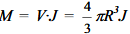 M = V·J = 4/3 πR³J